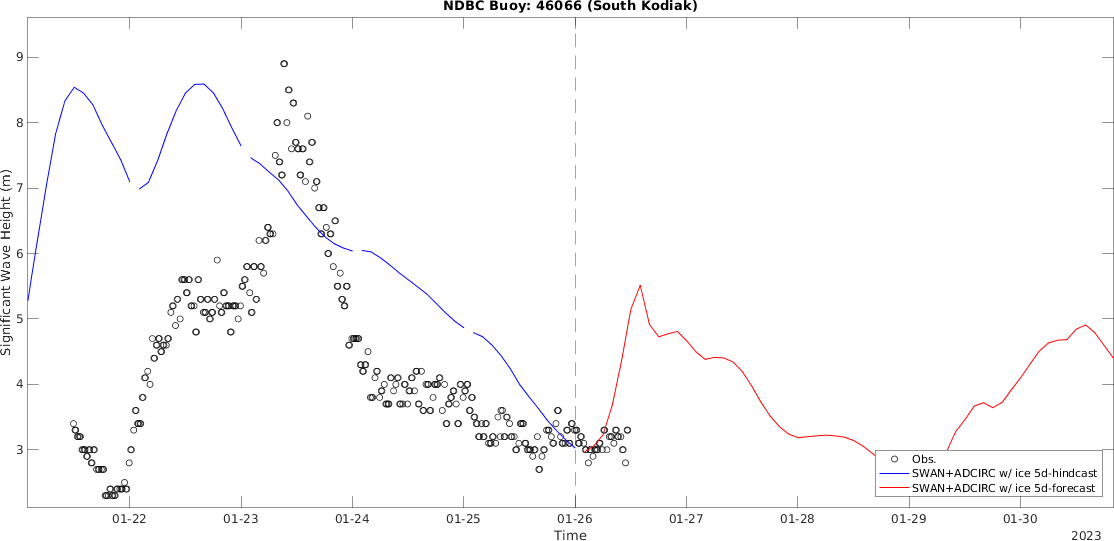 NDBC Buoy: 46066 (South Kodiak)
Significant Wave Height (m)
9
8
7
6
5
4
3
Obs.
SWAN+ADCIRC w/ ice 5d-hindcast
SWAN+ADCIRC w/ ice 5d-forecast
01-22 01-23 01-24 01-25 01-26 01-27 01-28 01-29 01-30
Time
2023